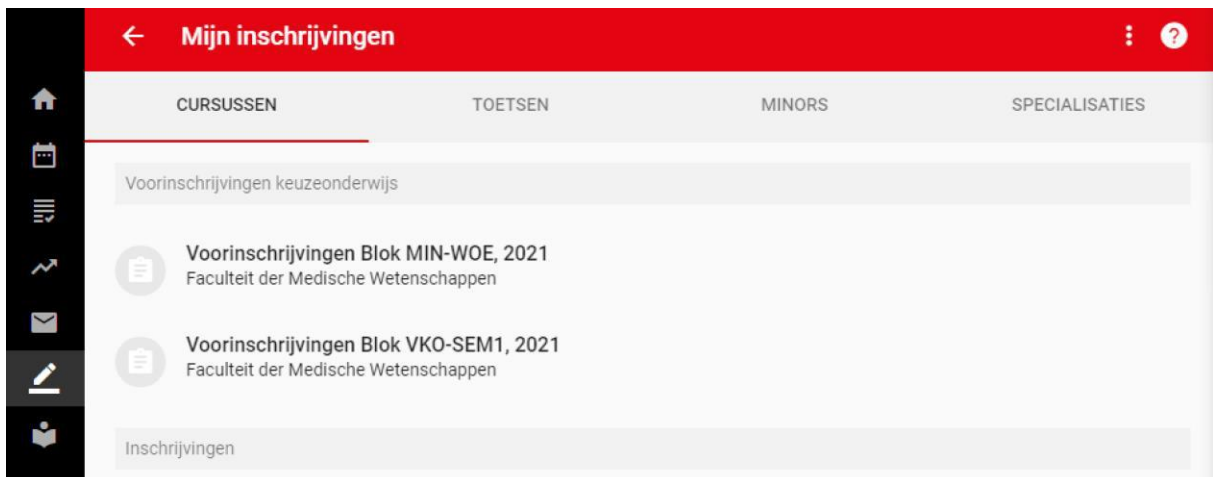 Mijn inschrijvingen
?
CURSUSSEN TOETSEN MINORS SPECIALISATIES
Voorinschrijvingen keuzeonderwijs
Voorinschrijvingen Blok MIN-WOE, 2021
Faculteit der Medische Wetenschappen
Voorinschrijvingen Blok VKO-SEM1, 2021
Faculteit der Medische Wetenschappen
Inschrijvingen